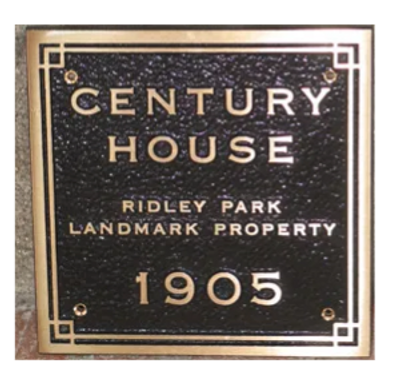 CENTURY
HOUSE
RIDLEY PARK
LANDMARK PROPERTY
1905